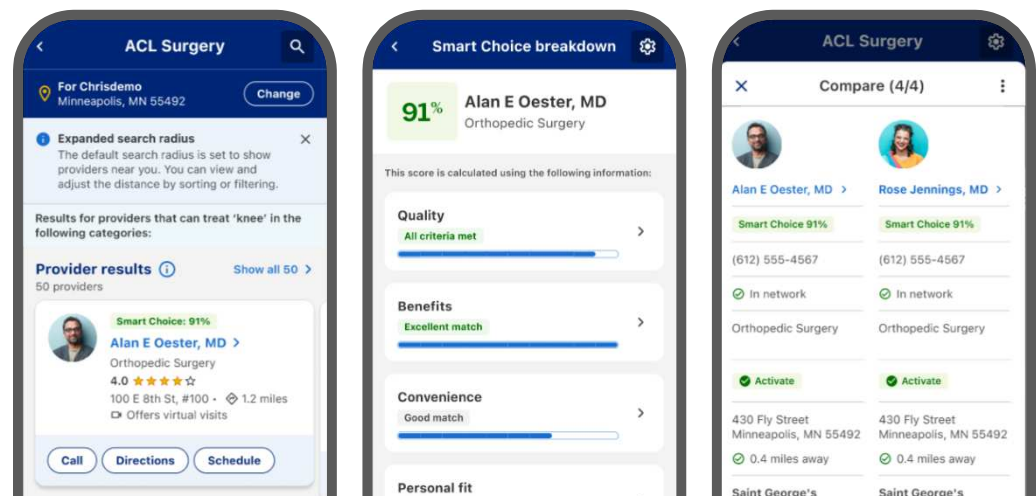 ACL Surgery
For Chrisdemo
Minneapolis, MN 55492
Change
Expanded search radius
The default search radius is set to show
providers near you. You can view and
adjust the distance by sorting or filtering.
Results for providers that can treat ‘knee’ in the
following categories:
Provider results
Show all 50
50 providers
Smart Choice: 91%
Alan E Oester, MD
Orthopedic Surgery
4.0
100 E 8th St, #100 • 1.2 miles
Offers virtual visits
Call Directions Schedule
Smart Choice breakdown
91%
Alan E Oester, MD
Orthopedic Surgery
This score is calculated using the following information:
Quality
All criteria met
Benefits
Excellent match
Convenience
Good match
Personal fit
ACL Surgery
Compare (4/4)
Alan E Oester, MD Rose Jennings, MD
Smart Choice 91% Smart Choice 91%
(612) 555-4567 (612) 555-4567
In network In network
Orthopedic Surgery Orthopedic Surgery
Activate Activate
430 Fly Street 430 Fly Street
Minneapolis, MN 55492 Minneapolis, MN 55492
0.4 miles away 0.4 miles away
Saint George's Saint George's